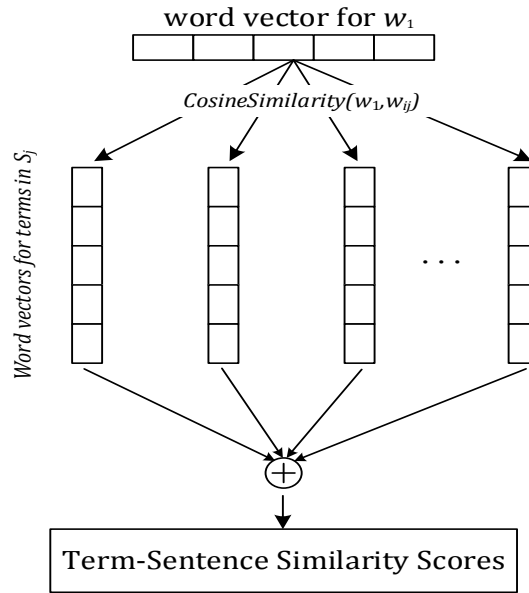 word vector for w₁
CosineSimilarity(w₁,wᵢⱼ)
Word vectors for terms in Sⱼ
. . .
+
Term-Sentence Similarity Scores